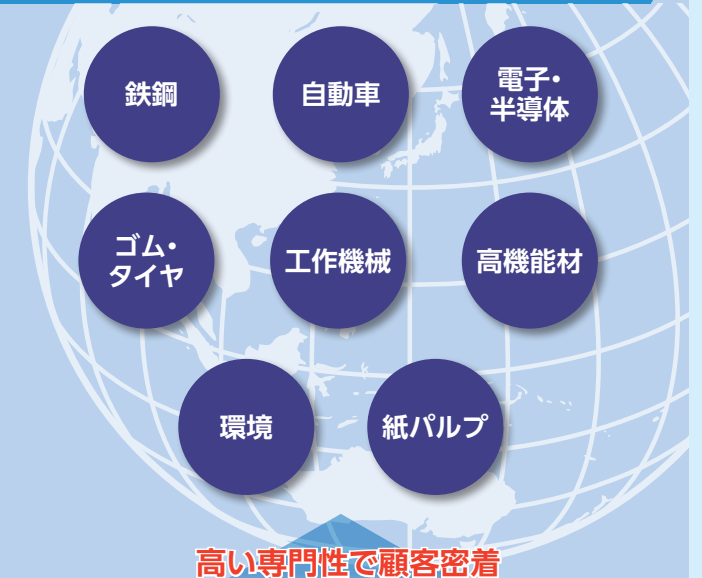 鉄鋼
自動車
電子・
半導体
ゴム・
タイヤ
工作機械
高機能材
環境
紙パルプ
高い専門性で顧客密着